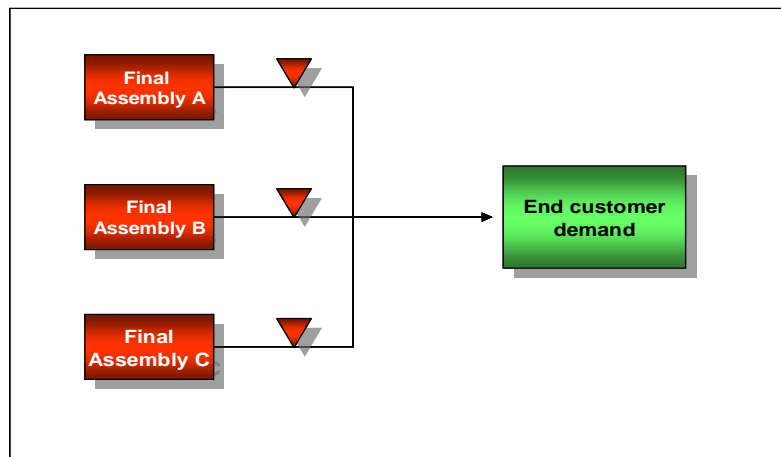 Final
Assembly A
Final
Assembly B
Final
Assembly C
End customer
demand